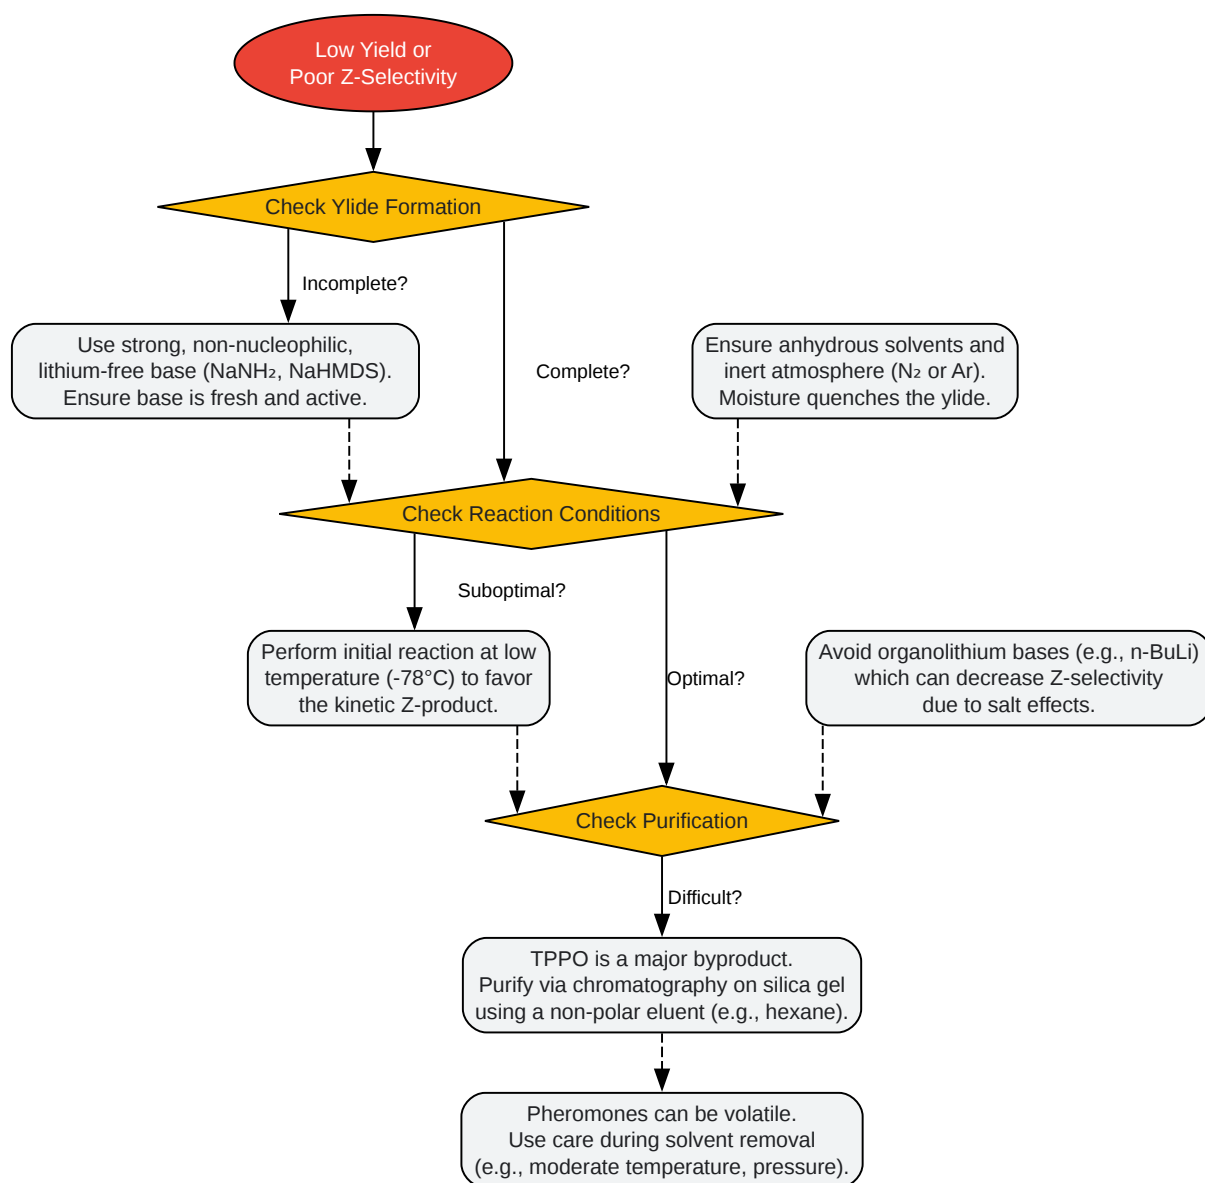 Low Yield or
Poor Z-Selectivity
Check Ylide Formation
Incomplete?
Use strong, non-nucleophilic,
lithium-free base (NaNH₂, NaHMDS).
Ensure base is fresh and active.
Complete?
Ensure anhydrous solvents and
inert atmosphere (N₂ or Ar).
Moisture quenches the ylide.
Check Reaction Conditions
Suboptimal?
Perform initial reaction at low
temperature (-78°C) to favor
the kinetic Z-product.
Optimal?
Avoid organolithium bases (e.g., n-BuLi)
which can decrease Z-selectivity
due to salt effects.
Check Purification
Difficult?
TPPO is a major byproduct.
Purify via chromatography on silica gel
using a non-polar eluent (e.g., hexane).
Pheromones can be volatile.
Use care during solvent removal
(e.g., moderate temperature, pressure).